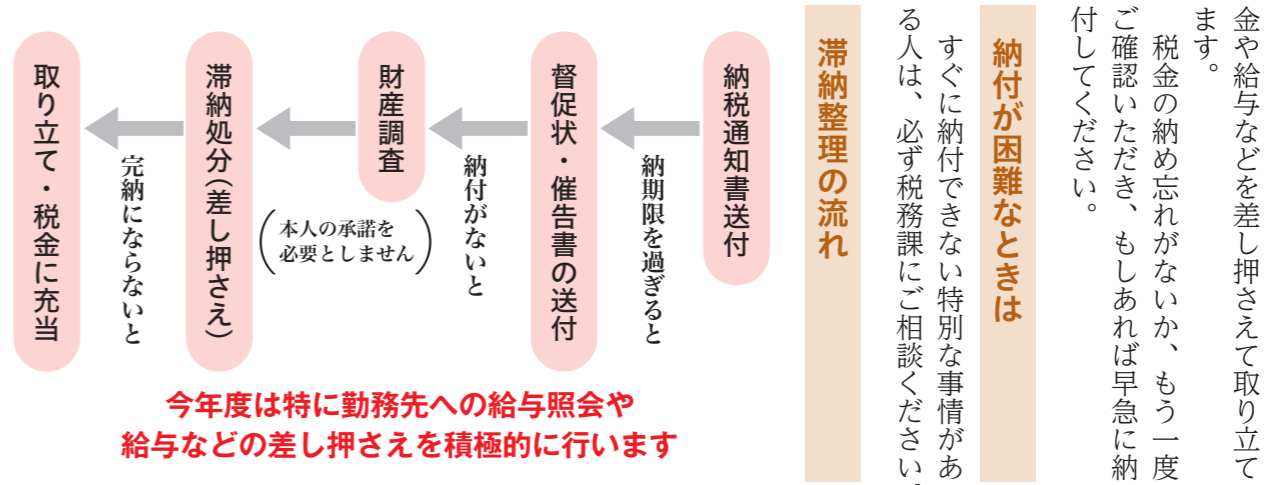 金や給与などを差し押さえて取り立て
ます。
税金の納め忘れがないか、もう一度
ご確認いただき、もしあれば早急に納
付してください。
納付が困難なときは
すぐに納付できない特別な事情があ
る人は、必ず税務課にご相談ください。
滞納整理の流れ
納税通知書送付
納期限を過ぎると
督促状・催告書の送付
納付がないと
財産調査
(本人の承諾を
必要としません)
滞納処分(差し押さえ)
完納にならないと
取り立て・税金に充当
今年度は特に勤務先への給与照会や
給与などの差し押さえを積極的に行います